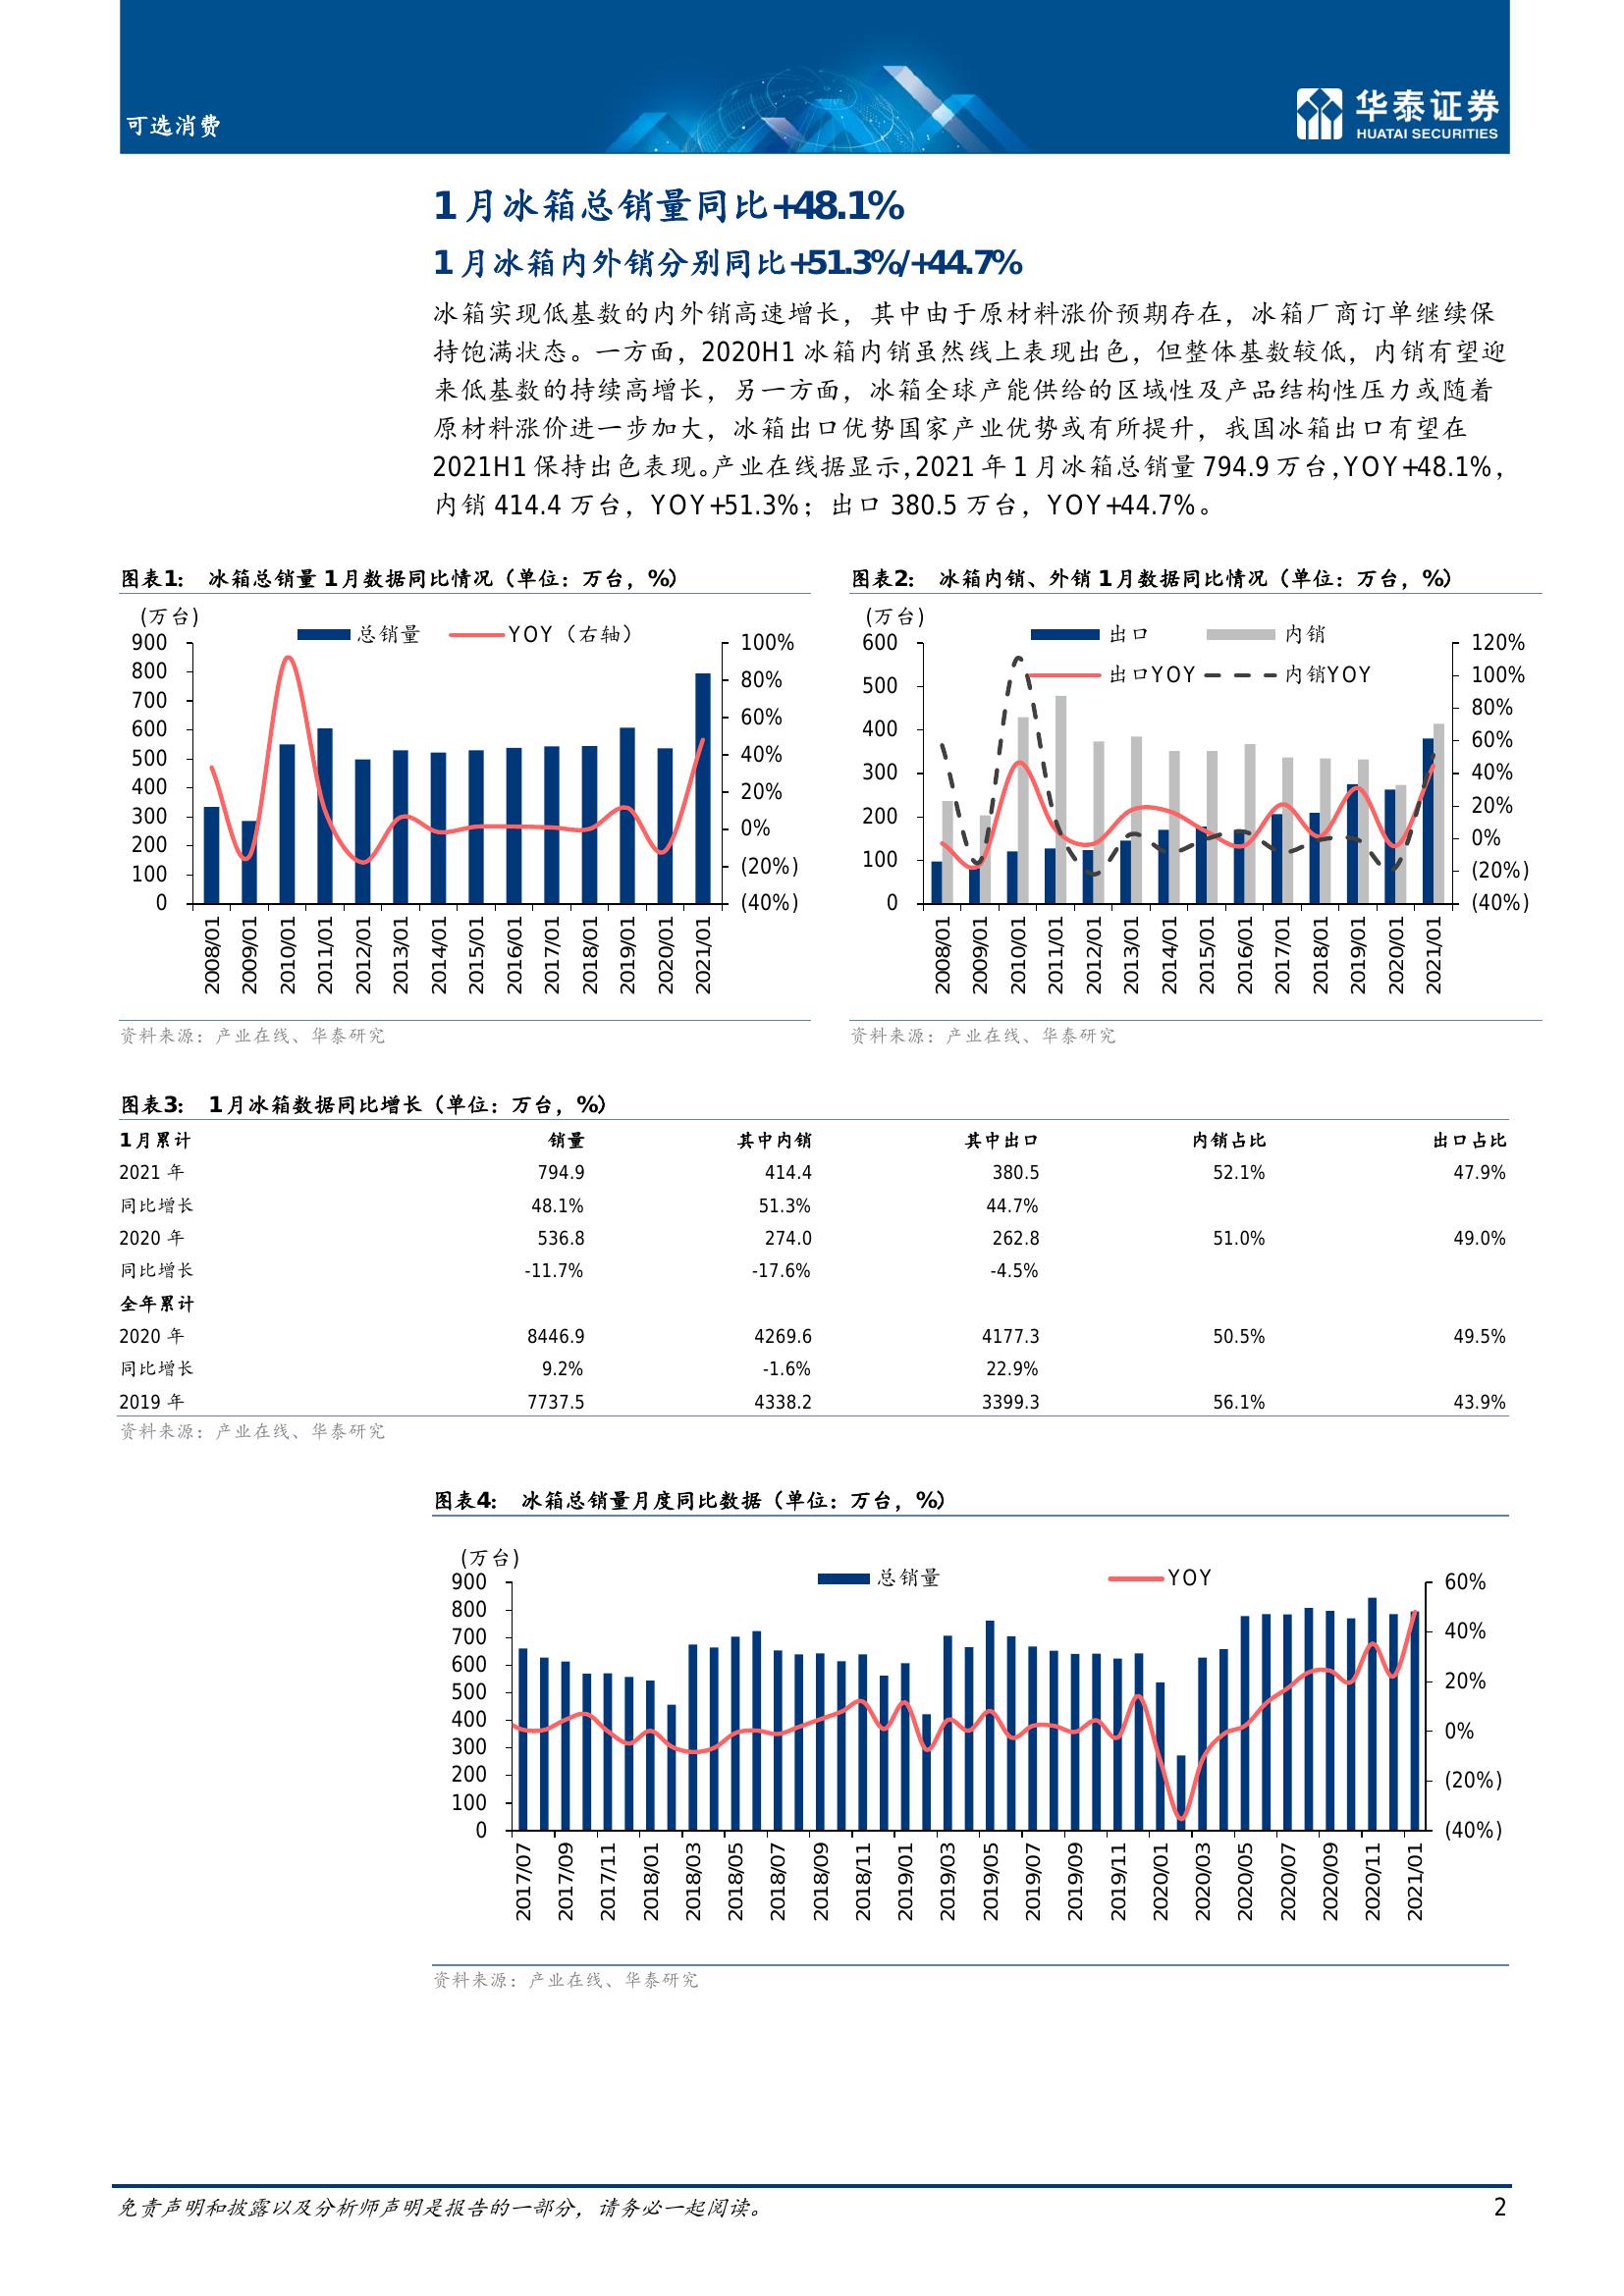 可选消费
华泰证券
HUATAI SECURITIES
1月冰箱总销量同比+48.1%
1月冰箱内外销分别同比+51.3%/+44.7%
冰箱实现低基数的内外销高速增长，其中由于原材料涨价预期存在，冰箱厂商订单继续保
持饱满状态。一方面，2020H1 冰箱内销虽然线上表现出色，但整体基数较低，内销有望迎
来低基数的持续高增长，另一方面，冰箱全球产能供给的区域性及产品结构性压力或随着
原材料涨价进一步加大，冰箱出口优势国家产业优势或有所提升，我国冰箱出口有望在
2021H1 保持出色表现。产业在线据显示，2021 年 1 月冰箱总销量 794.9 万台，YOY+48.1%，
内销 414.4 万台，YOY+51.3%；出口 380.5 万台，YOY+44.7%。
图表1： 冰箱总销量 1 月数据同比情况（单位：万台，%）
(万台)
总销量 YOY（右轴）
900
800
700
600
500
400
300
200
100
0
100%
80%
60%
40%
20%
0%
(20%)
(40%)
2008/01
2009/01
2010/01
2011/01
2012/01
2013/01
2014/01
2015/01
2016/01
2017/01
2018/01
2019/01
2020/01
2021/01
资料来源：产业在线、华泰研究
图表2： 冰箱内销、外销 1 月数据同比情况（单位：万台，%）
(万台)
出口 内销
出口YOY 内销YOY
600
500
400
300
200
100
0
120%
100%
80%
60%
40%
20%
0%
(20%)
(40%)
2008/01
2009/01
2010/01
2011/01
2012/01
2013/01
2014/01
2015/01
2016/01
2017/01
2018/01
2019/01
2020/01
2021/01
资料来源：产业在线、华泰研究
图表3： 1 月冰箱数据同比增长（单位：万台，%）
1 月累计 销量 其中内销 其中出口 内销占比 出口占比
2021 年 794.9 414.4 380.5 52.1% 47.9%
同比增长 48.1% 51.3% 44.7%
2020 年 536.8 274.0 262.8 51.0% 49.0%
同比增长 -11.7% -17.6% -4.5%
全年累计
2020 年 8446.9 4269.6 4177.3 50.5% 49.5%
同比增长 9.2% -1.6% 22.9%
2019 年 7737.5 4338.2 3399.3 56.1% 43.9%
资料来源：产业在线、华泰研究
图表4： 冰箱总销量月度同比数据（单位：万台，%）
(万台)
总销量 YOY
900
800
700
600
500
400
300
200
100
0
60%
40%
20%
0%
(20%)
(40%)
2017/07
2017/09
2017/11
2018/01
2018/03
2018/05
2018/07
2018/09
2018/11
2019/01
2019/03
2019/05
2019/07
2019/09
2019/11
2020/01
2020/03
2020/05
2020/07
2020/09
2020/11
2021/01
资料来源：产业在线、华泰研究
免责声明和披露以及分析师声明是报告的一部分，请务必一起阅读。
2